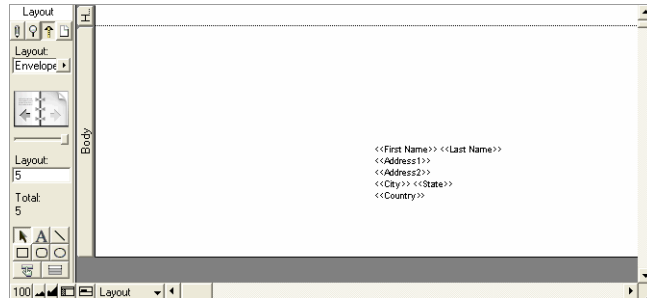 Layout
H...
Layout:
Envelope
Body
<<First Name>> <<Last Name>>
<<Address1>>
<<Address2>>
<<City>> <<State>>
<<Country>>
Layout:
5
Total:
5
A
100
Layout